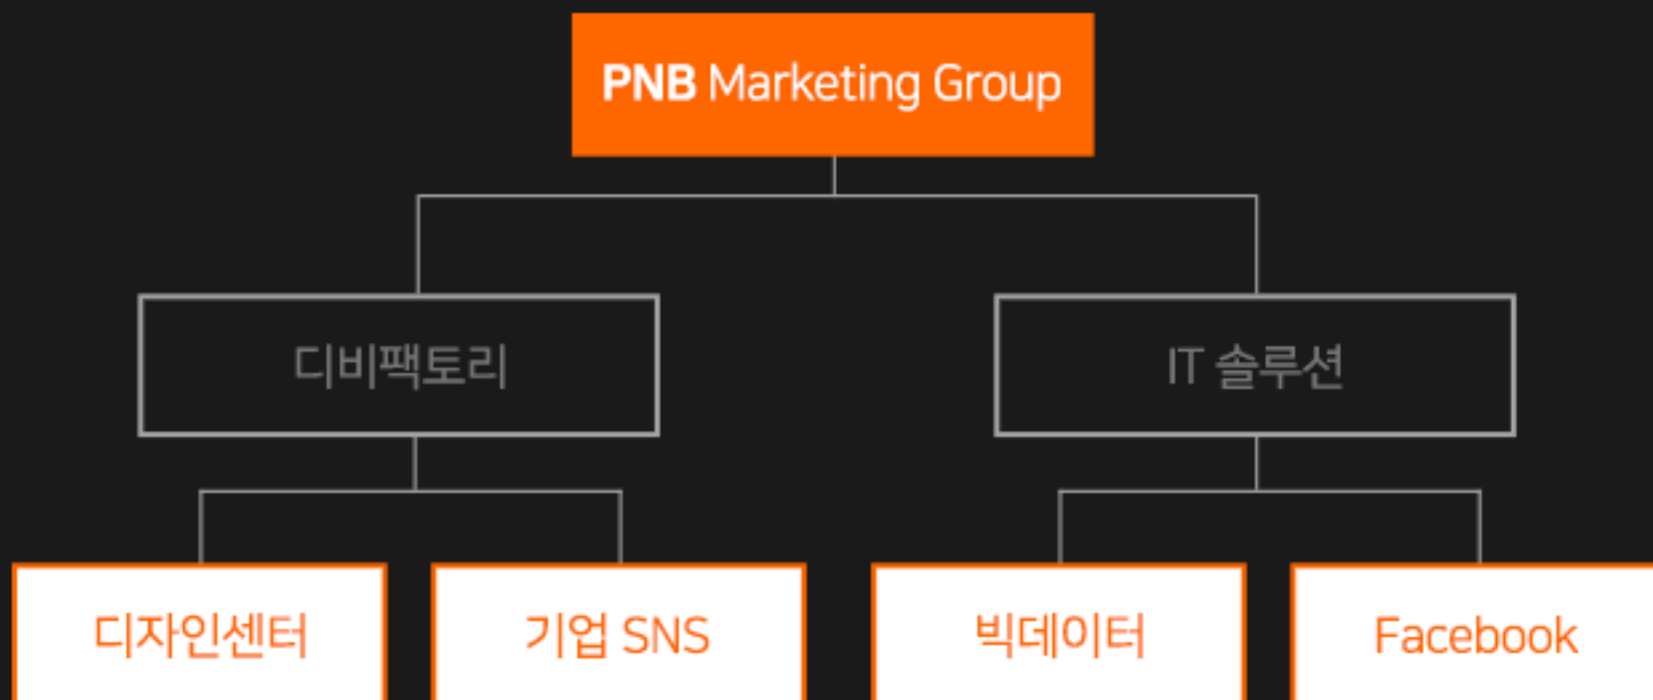 PNB Marketing Group
디비팩토리
IT 솔루션
디자인센터
기업 SNS
빅데이터
Facebook